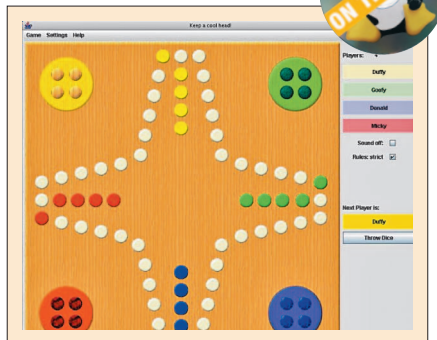 ON
Keep a cool head!
Game Settings Help
Players:
Duffy
Goofy
Donald
Micky
Sound off:
Rules: strict
Next Player is:
Duffy
Throw Dice